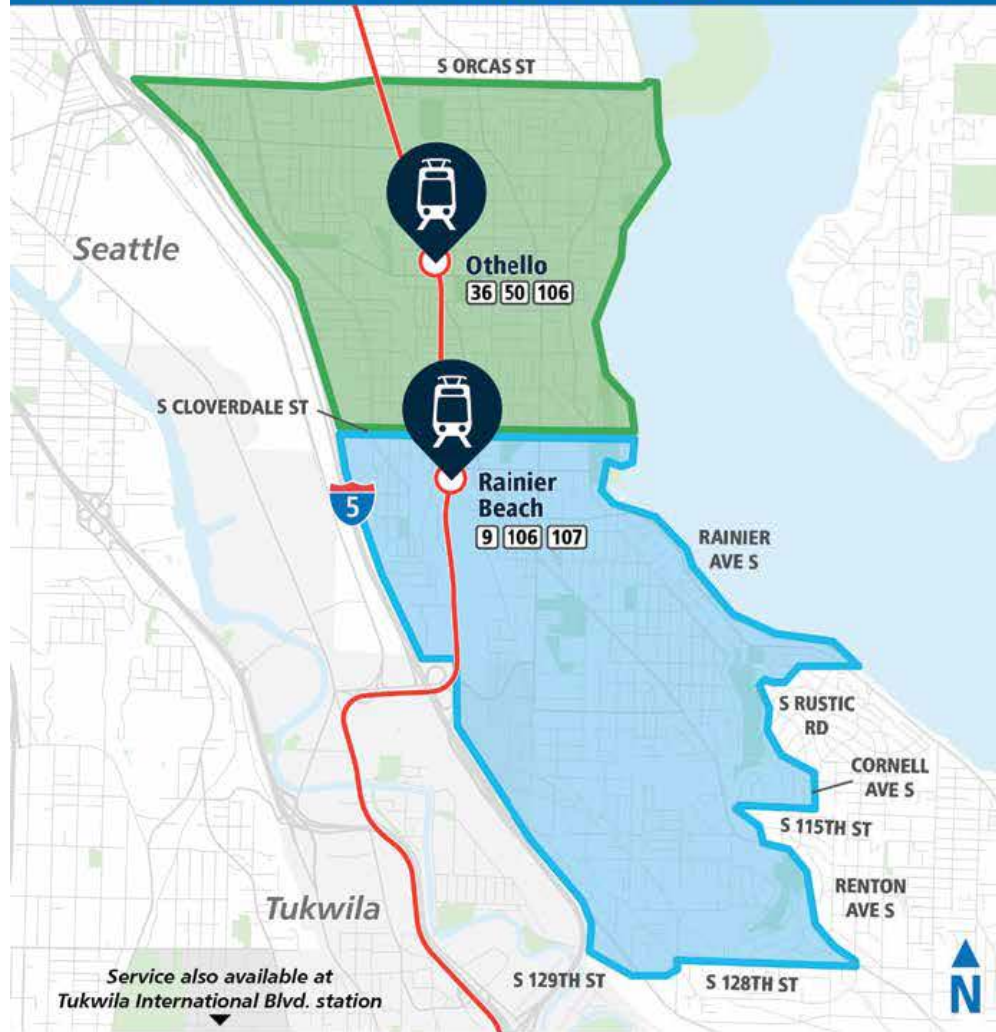 S ORCAS ST
Seattle
Othello
36 50 106
S CLOVERDALE ST
5
Rainier
Beach
9 106 107
RAINIER
AVE S
S RUSTIC
RD
CORNELL
AVE S
S 115TH ST
RENTON
AVE S
Tukwila
S 129TH ST
S 128TH ST
N
Service also available at
Tukwila International Blvd. station